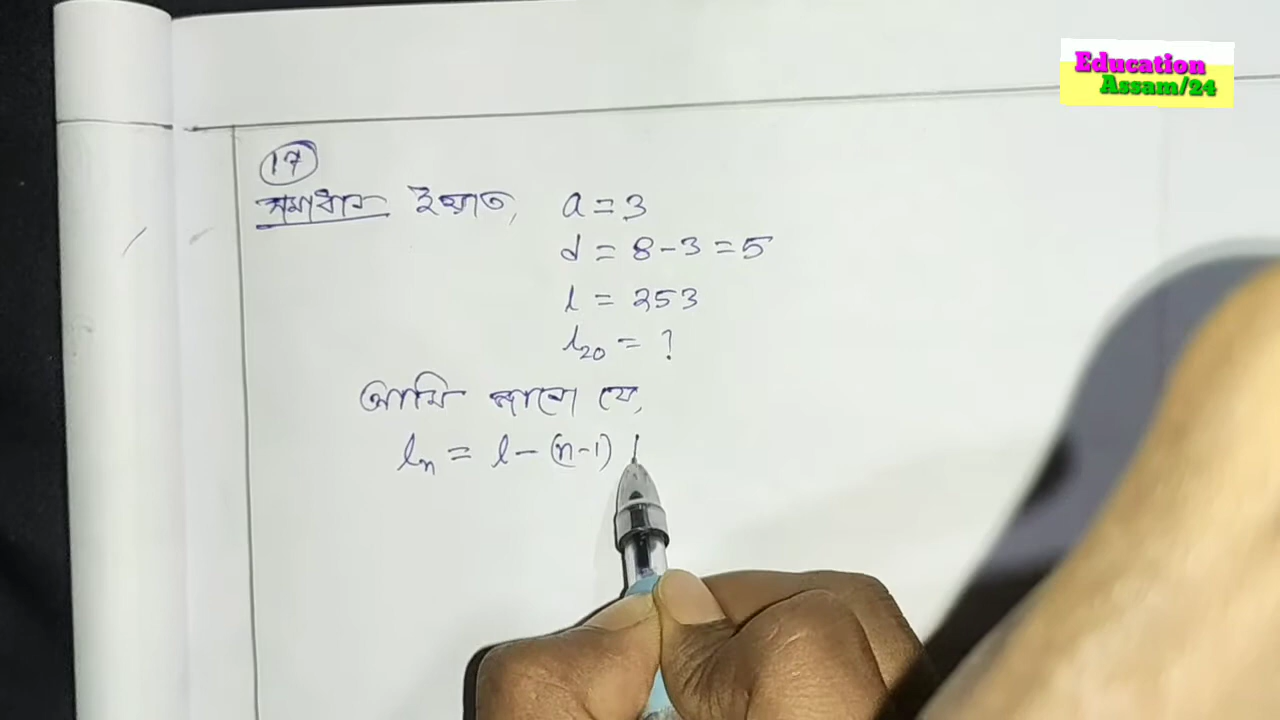 Education
Assam/24
17
সমাধান ইয়াত, a = 3
d = 8 - 3 = 5
l = 253
l₂₀ = ?
আমি জানো যে,
lₙ = l - (n-1)